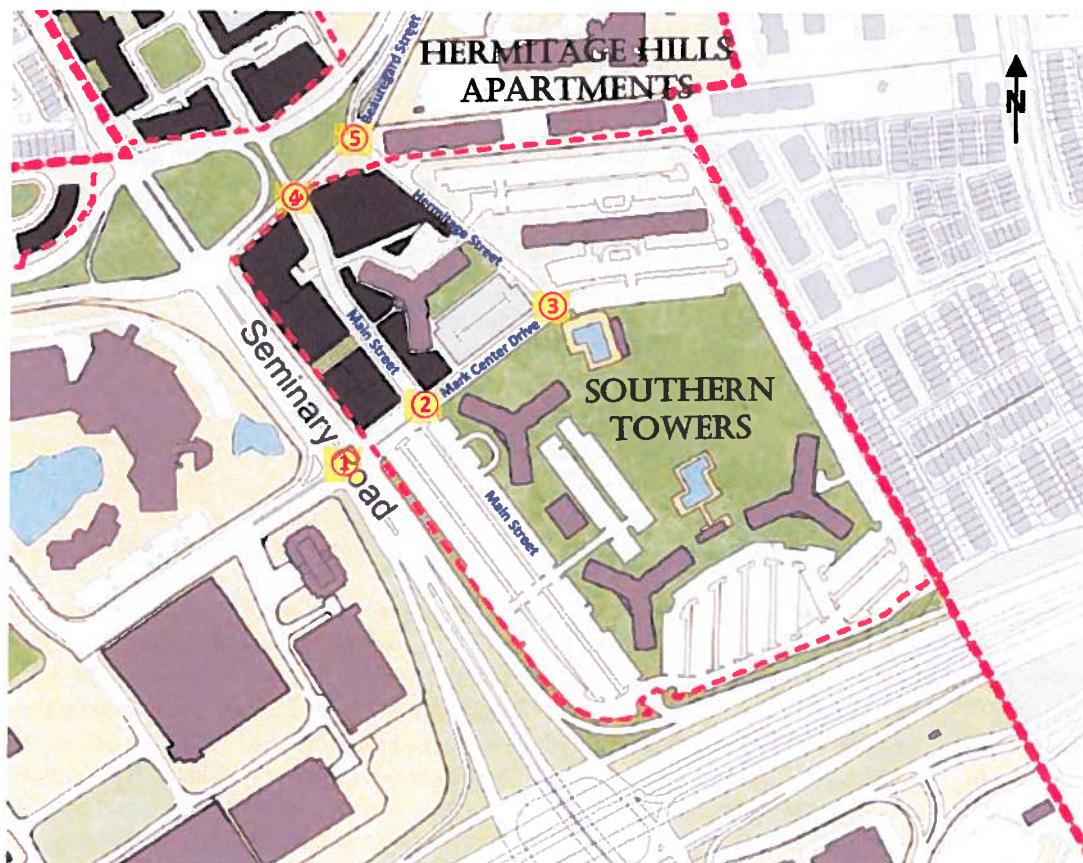 Beauregard Street
HERMITAGE HILLS
APARTMENTS
N
5
4
Hermitage Street
3
Main Street
Mark Center Drive
Seminary Road
2
SOUTHERN
TOWERS
1
Main Street